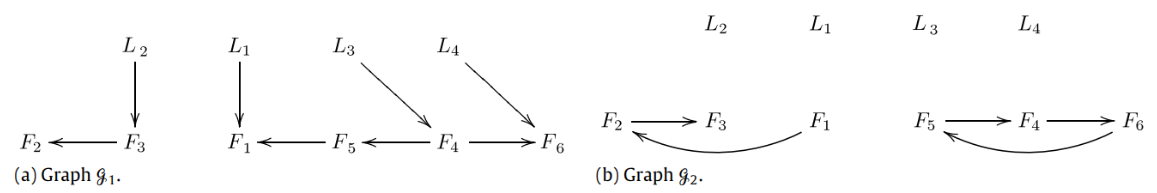 L₂ L₁ L₃ L₄
F₂ F₃ F₁ F₅ F₄ F₆
(a) Graph 𝓰₁.
L₂ L₁ L₃ L₄
F₂ F₃ F₁ F₅ F₄ F₆
(b) Graph 𝓰₂.